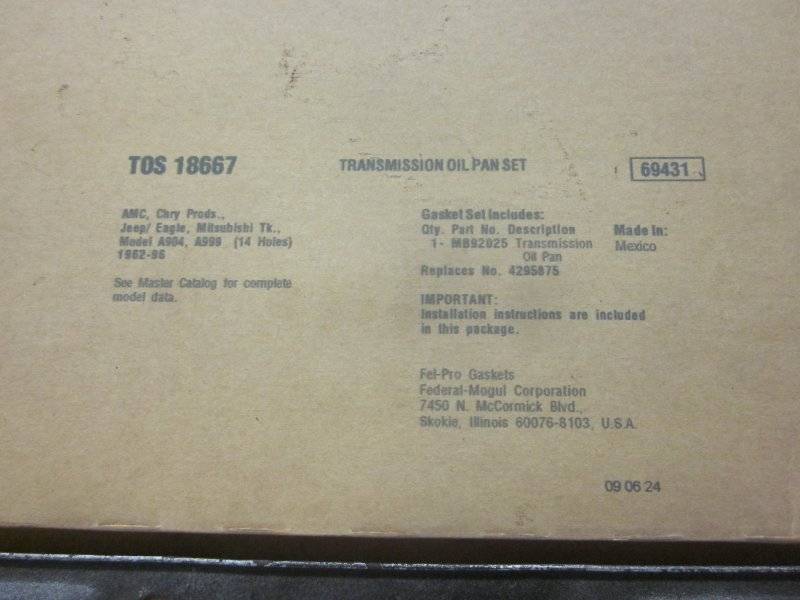 TOS 18667
TRANSMISSION OIL PAN SET
69431
AMC, Chry Prods.,
Jeep/ Eagle, Mitsubishi Tk.,
Model A904, A999 (14 Holes)
1962-96
See Master Catalog for complete
model data.
Gasket Set Includes:
Qty. Part No. Description
1- MB92025 Transmission
Oil Pan
Replaces No. 4295875
Made In:
Mexico
IMPORTANT:
Installation instructions are included
in this package.
Fel-Pro Gaskets
Federal-Mogul Corporation
7450 N. McCormick Blvd.,
Skokie, Illinois 60076-8103, U.S.A.
09 06 24